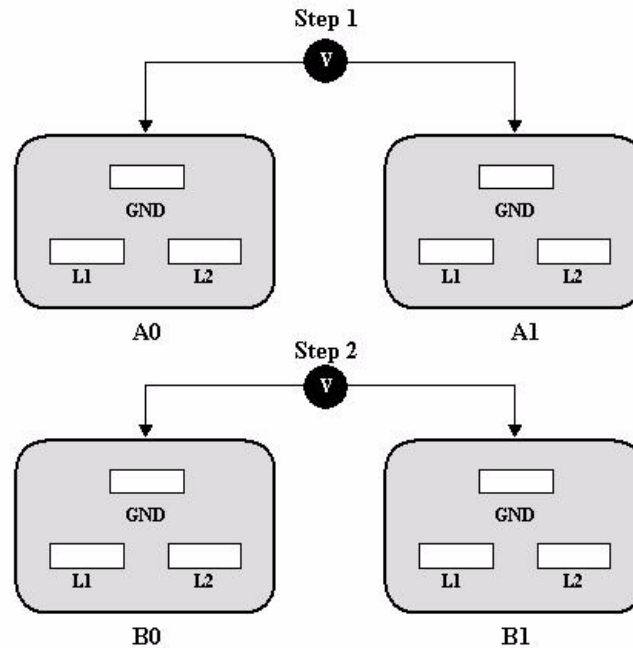 Step 1
V
GND GND
L1 L2 L1 L2
A0 A1
Step 2
V
GND GND
L1 L2 L1 L2
B0 B1